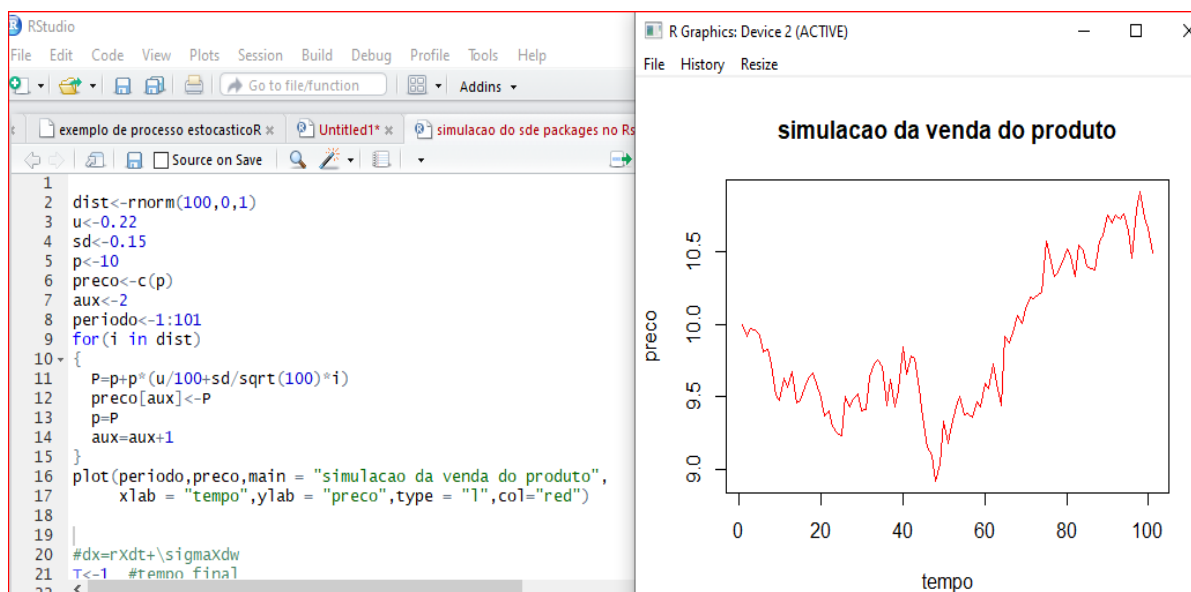 RStudio
File Edit Code View Plots Session Build Debug Profile Tools Help
Go to file/function
Addins
exemplo de processo estocasticoR
Untitled1*
simulacao do sde packages no Rs
Source on Save
1
2 dist<-rnorm(100,0,1)
3 u<-0.22
4 sd<-0.15
5 p<-10
6 preco<-c(p)
7 aux<-2
8 periodo<-1:101
9 for(i in dist)
10 {
11 P=p+p*(u/100+sd/sqrt(100)*i)
12 preco[aux]<-P
13 p=P
14 aux=aux+1
15 }
16 plot(periodo,preco,main = "simulacao da venda do produto",
17 xlab = "tempo",ylab = "preco",type = "l",col="red")
18
19
20 #dx=rXdt+\sigmaXdw
21 T<-1 #tempo final
R Graphics: Device 2 (ACTIVE)
File History Resize
simulacao da venda do produto
preco
10.5
10.0
9.5
9.0
0 20 40 60 80 100
tempo